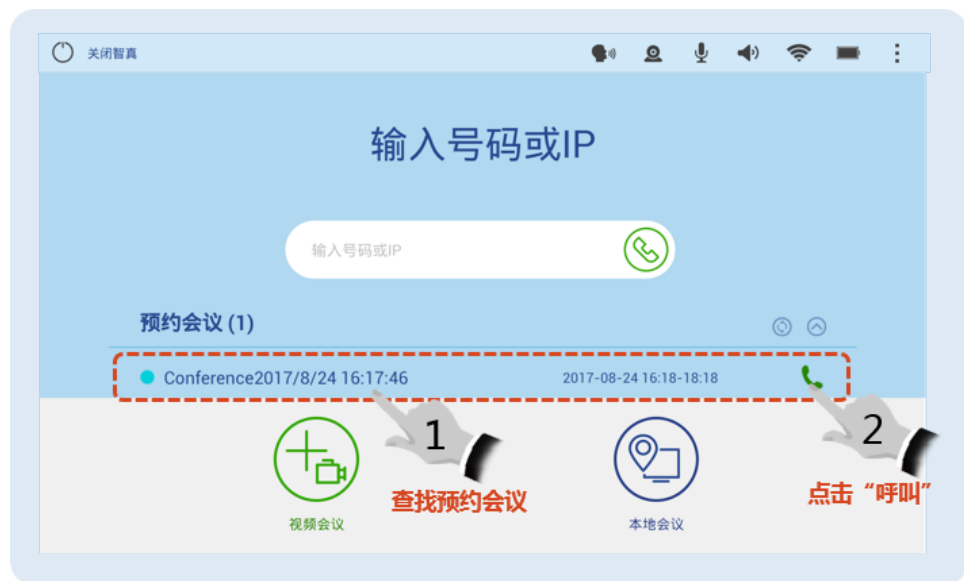 关闭智真
输入号码或IP
输入号码或IP
预约会议 (1)
Conference2017/8/24 16:17:46 2017-08-24 16:18-18:18
1
2
查找预约会议
点击“呼叫”
视频会议
本地会议